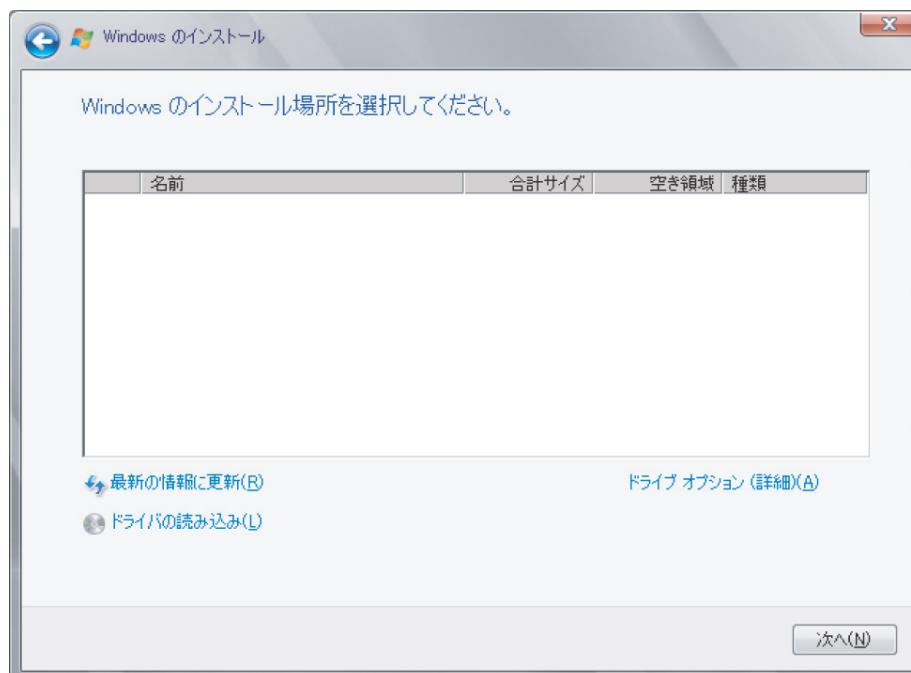 Windows のインストール
Windows のインストール場所を選択してください。
名前 合計サイズ 空き領域 種類
最新の情報に更新(R) ドライブ オプション (詳細)(A)
ドライバの読み込み(L)
次へ(N)